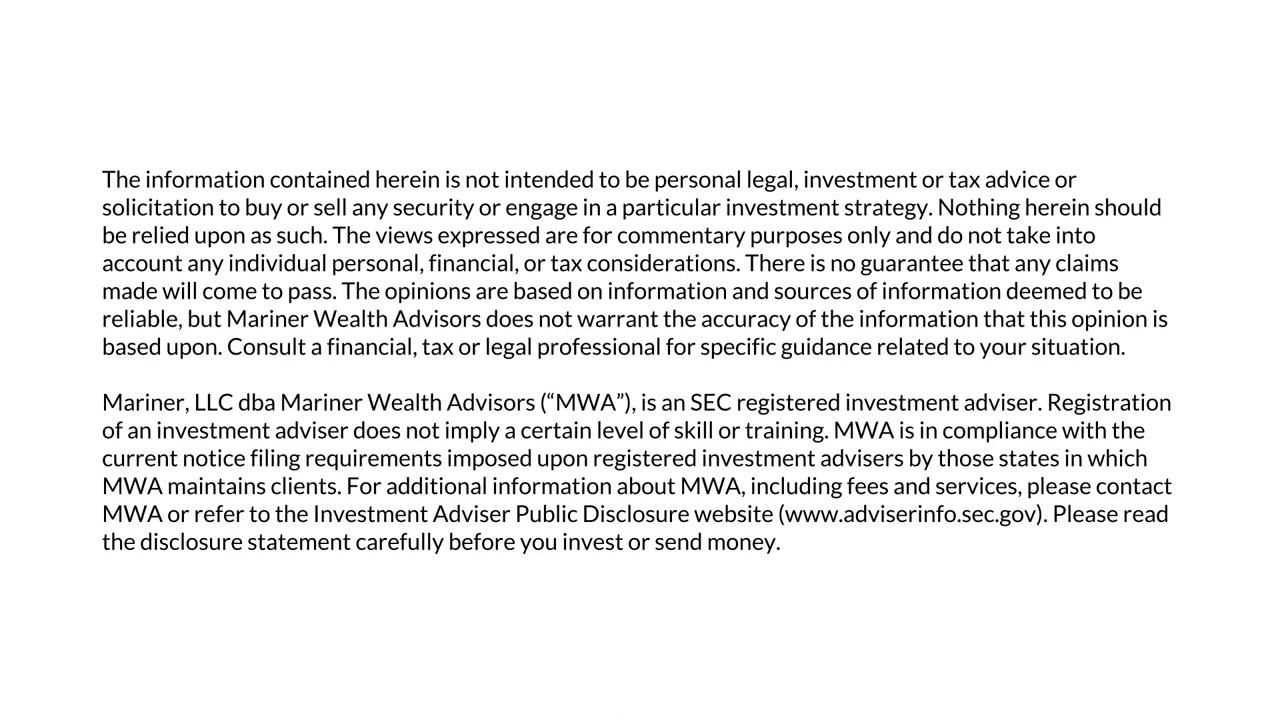 The information contained herein is not intended to be personal legal, investment or tax advice or
solicitation to buy or sell any security or engage in a particular investment strategy. Nothing herein should
be relied upon as such. The views expressed are for commentary purposes only and do not take into
account any individual personal, financial, or tax considerations. There is no guarantee that any claims
made will come to pass. The opinions are based on information and sources of information deemed to be
reliable, but Mariner Wealth Advisors does not warrant the accuracy of the information that this opinion is
based upon. Consult a financial, tax or legal professional for specific guidance related to your situation.

Mariner, LLC dba Mariner Wealth Advisors (“MWA”), is an SEC registered investment adviser. Registration
of an investment adviser does not imply a certain level of skill or training. MWA is in compliance with the
current notice filing requirements imposed upon registered investment advisers by those states in which
MWA maintains clients. For additional information about MWA, including fees and services, please contact
MWA or refer to the Investment Adviser Public Disclosure website (www.adviserinfo.sec.gov). Please read
the disclosure statement carefully before you invest or send money.